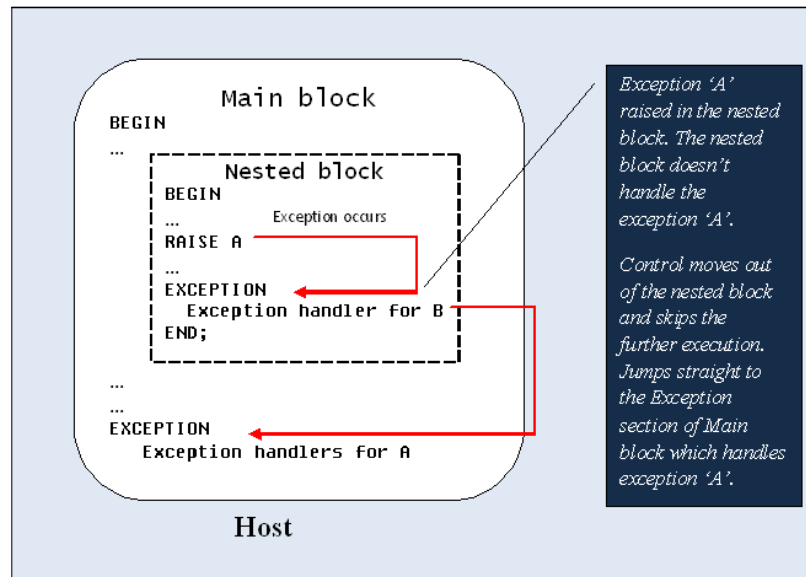 Main block
BEGIN
...
Nested block
BEGIN
...
Exception occurs
RAISE A
...
EXCEPTION
Exception handler for B
END;
...
...
EXCEPTION
Exception handlers for A
Host
Exception ‘A’
raised in the nested
block. The nested
block doesn’t
handle the
exception ‘A’.
Control moves out
of the nested block
and skips the
further execution.
Jumps straight to
the Exception
section of Main
block which handles
exception ‘A’.